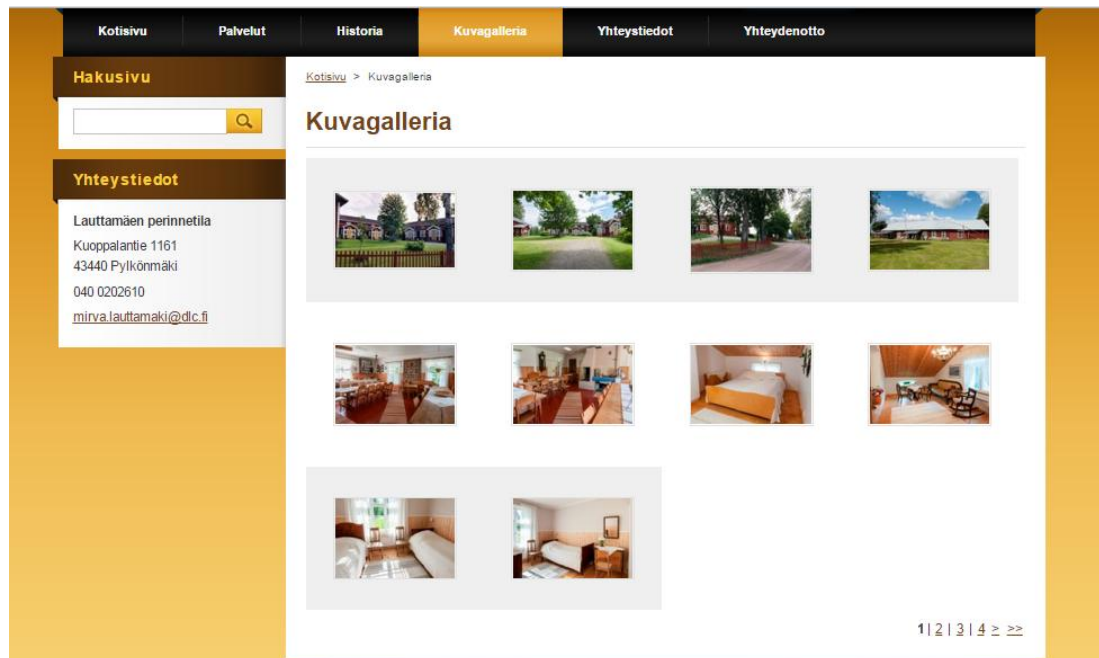 Kotisivu Palvelut Historia Kuvagalleria Yhteystiedot Yhteydenotto
Hakusivu
Yhteystiedot
Lauttamäen perinnetila
Kuoppalantie 1161
43440 Pylkönmäki
040 0202610
mirva.lauttamaki@dlc.fi
Kotisivu > Kuvagalleria
Kuvagalleria
1 | 2 | 3 | 4 > >>